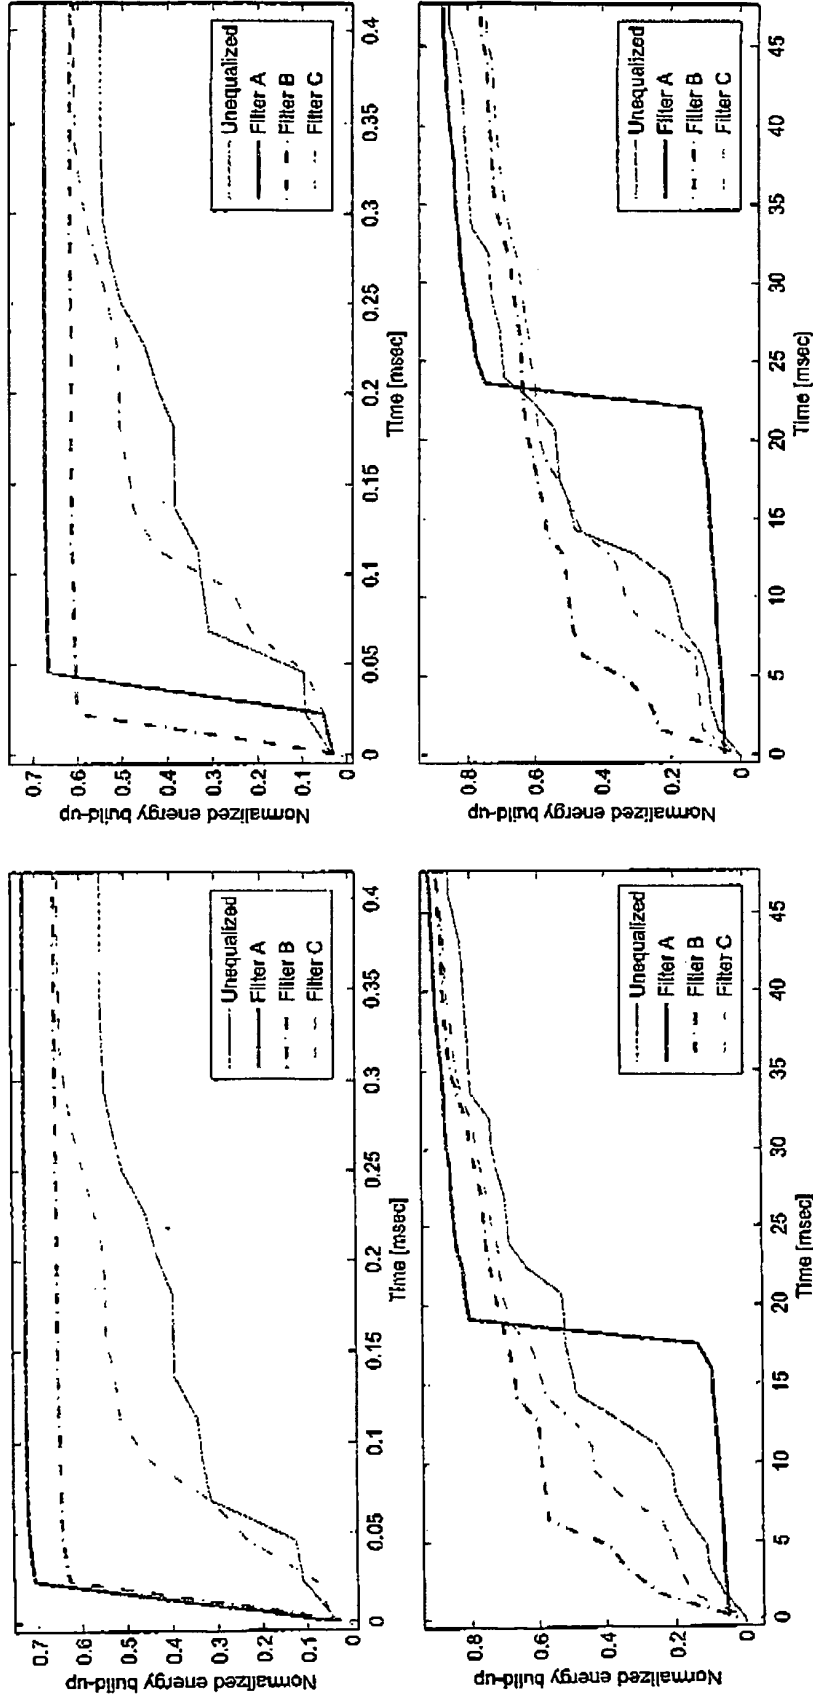 Normalized energy build-up
0.7
0.6
0.5
0.4
0.3
0.2
0.1
Unequalized
Filter A
Filter B
Filter C
0 0.05 0.1 0.15 0.2 0.25 0.3 0.35 0.4
Time [msec]
Normalized energy build-up
0.7
0.6
0.5
0.4
0.3
0.2
0.1
0
Unequalized
Filter A
Filter B
Filter C
0 0.05 0.1 0.15 0.2 0.25 0.3 0.35 0.4
Time [msec]
Normalized energy build-up
0.8
0.6
0.4
0.2
0
Unequalized
Filter A
Filter B
Filter C
0 5 10 15 20 25 30 35 40 45
Time [msec]
Normalized energy build-up
0.8
0.6
0.4
0.2
0
Unequalized
Filter A
Filter B
Filter C
0 5 10 15 20 25 30 35 40 45
Time [msec]